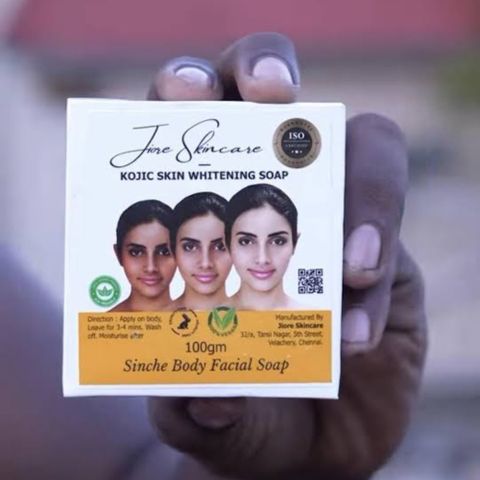 Jiore Skincare
ISO
KOJIC SKIN WHITENING SOAP
Direction : Apply on body,
Leave for 3-4 mins. Wash
off. Moisturise after
Manufactured By
Jiore Skincare
32/a, Tansi Nagar, 5th Street,
Velachery, Chennai.
100gm
Sinche Body Facial Soap